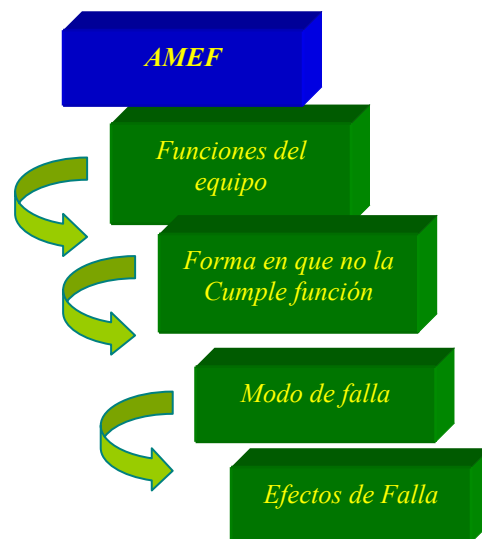 AMEF
Funciones del
equipo
Forma en que no la
Cumple función
Modo de falla
Efectos de Falla